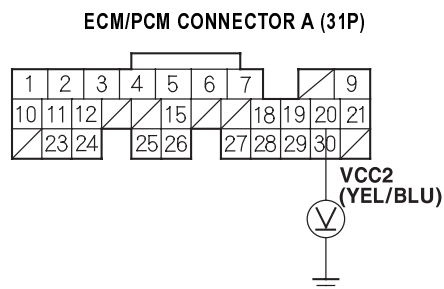 ECM/PCM CONNECTOR A (31P)
1 2 3 4 5 6 7 9
10 11 12 15 18 19 20 21
23 24 25 26 27 28 29 30
VCC2
(YEL/BLU)
V